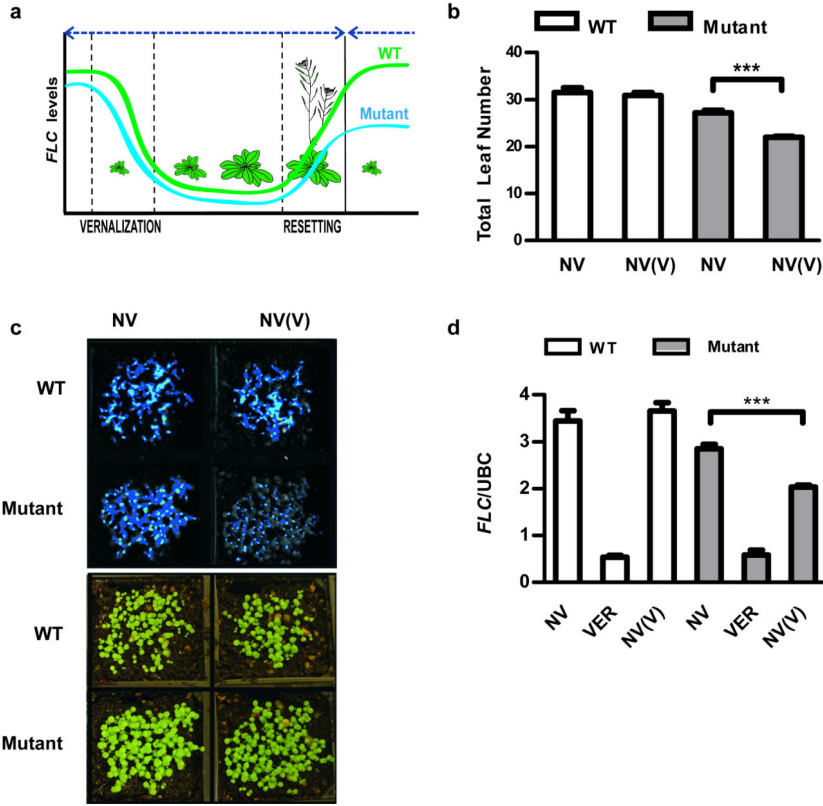 a
FLC levels
WT
Mutant
VERNALIZATION
RESETTING
b
WT
Mutant
Total Leaf Number
40
30
20
10
0
***
NV
NV(V)
NV
NV(V)
c
NV
NV(V)
WT
Mutant
WT
Mutant
d
WT
Mutant
FLC/UBC
4
3
2
1
0
***
NV
VER
NV(V)
NV
VER
NV(V)